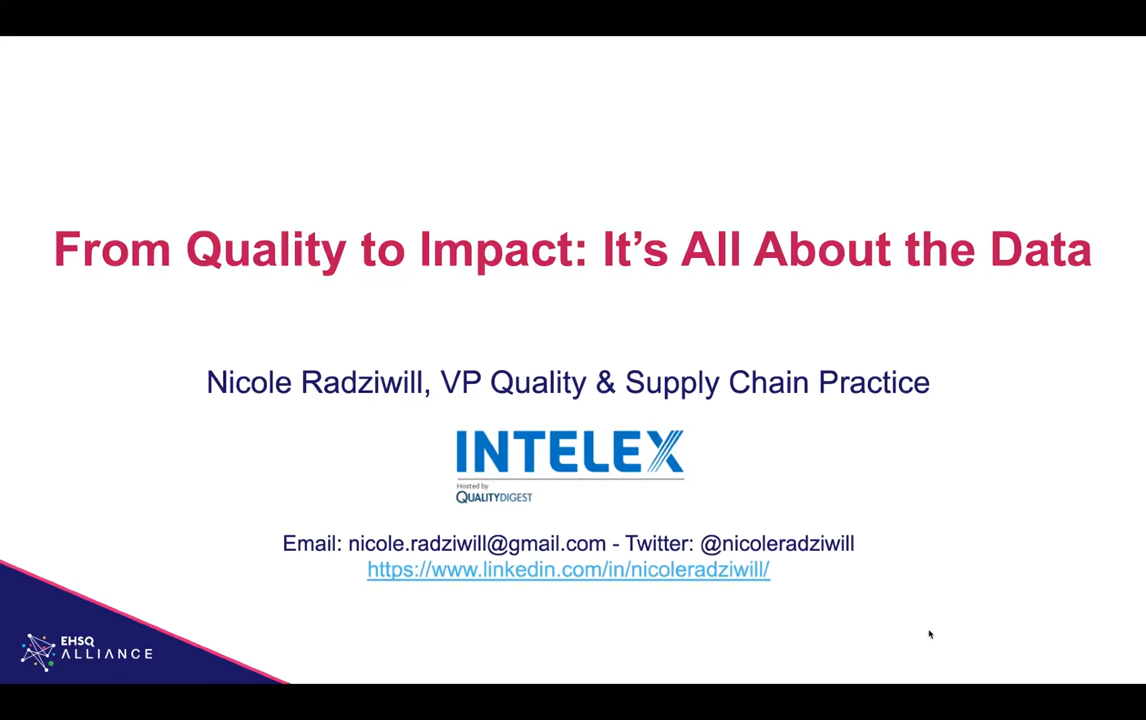 From Quality to Impact: It’s All About the Data
Nicole Radziwill, VP Quality & Supply Chain Practice
INTELEX
Hosted by
QUALITYDIGEST
Email: nicole.radziwill@gmail.com - Twitter: @nicoleradziwill
https://www.linkedin.com/in/nicoleradziwill/
EHSQ
ALLIANCE